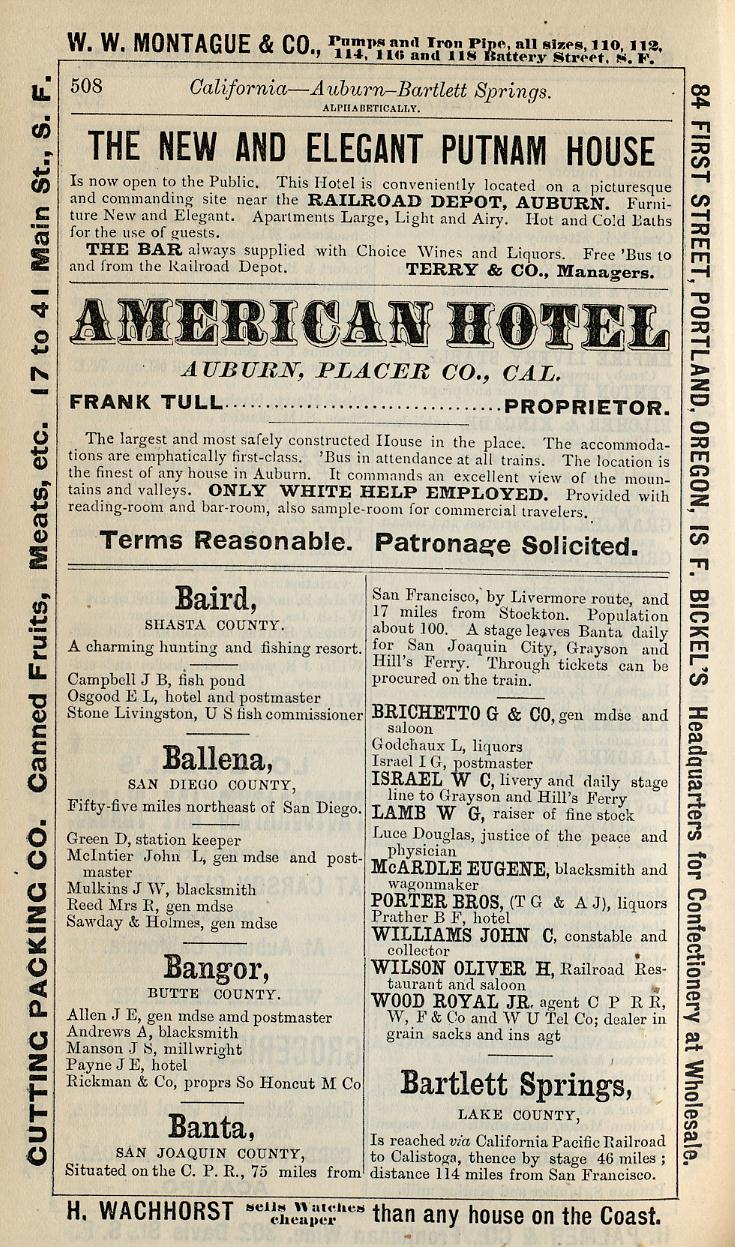 W. W. MONTAGUE & CO., Pumps and Iron Pipe, all sizes, 110, 112,
114, 116 and 118 Battery Street, S. F.
508 California—Auburn–Bartlett Springs.
ALPHABETICALLY.
THE NEW AND ELEGANT PUTNAM HOUSE
Is now open to the Public. This Hotel is conveniently located on a picturesque
and commanding site near the RAILROAD DEPOT, AUBURN. Furni-
ture New and Elegant. Apartments Large, Light and Airy. Hot and Cold Baths
for the use of guests.
THE BAR always supplied with Choice Wines and Liquors. Free 'Bus to
and from the Railroad Depot. TERRY & CO., Managers.
AMERICAN HOTEL
AUBURN, PLACER CO., CAL.
FRANK TULL.................................PROPRIETOR.
The largest and most safely constructed House in the place. The accommoda-
tions are emphatically first-class. 'Bus in attendance at all trains. The location is
the finest of any house in Auburn. It commands an excellent view of the moun-
tains and valleys. ONLY WHITE HELP EMPLOYED. Provided with
reading-room and bar-room, also sample-room for commercial travelers.
Terms Reasonable. Patronage Solicited.
Baird,
SHASTA COUNTY.
A charming hunting and fishing resort.
Campbell J B, fish pond
Osgood E L, hotel and postmaster
Stone Livingston, U S fish commissioner
Ballena,
SAN DIEGO COUNTY,
Fifty-five miles northeast of San Diego.
Green D, station keeper
McIntier John L, gen mdse and post-
master
Mulkins J W, blacksmith
Reed Mrs R, gen mdse
Sawday & Holmes, gen mdse
Bangor,
BUTTE COUNTY.
Allen J E, gen mdse amd postmaster
Andrews A, blacksmith
Manson J S, millwright
Payne J E, hotel
Rickman & Co, proprs So Honcut M Co
Banta,
SAN JOAQUIN COUNTY,
Situated on the C. P. R., 75 miles from
San Francisco, by Livermore route, and
17 miles from Stockton. Population
about 100. A stage leaves Banta daily
for San Joaquin City, Grayson and
Hill's Ferry. Through tickets can be
procured on the train.
BRICHETTO G & CO, gen mdse and
saloon
Godchaux L, liquors
Israel I G, postmaster
ISRAEL W C, livery and daily stage
line to Grayson and Hill's Ferry
LAMB W G, raiser of fine stock
Luce Douglas, justice of the peace and
physician
McARDLE EUGENE, blacksmith and
wagonmaker
PORTER BROS, (T G & A J), liquors
Prather B F, hotel
WILLIAMS JOHN C, constable and
collector
WILSON OLIVER H, Railroad Res-
taurant and saloon
WOOD ROYAL JR, agent C P R R,
W, F & Co and W U Tel Co; dealer in
grain sacks and ins agt
Bartlett Springs,
LAKE COUNTY,
Is reached via California Pacific Railroad
to Calistoga, thence by stage 46 miles;
distance 114 miles from San Francisco.
H. WACHHORST sells Watches
cheaper than any house on the Coast.
CUTTING PACKING CO. Canned Fruits, Meats, etc. 17 to 41 Main St., S. F.
84 FIRST STREET, PORTLAND, OREGON, IS F. BICKEL'S Headquarters for Confectionery at Wholesale.